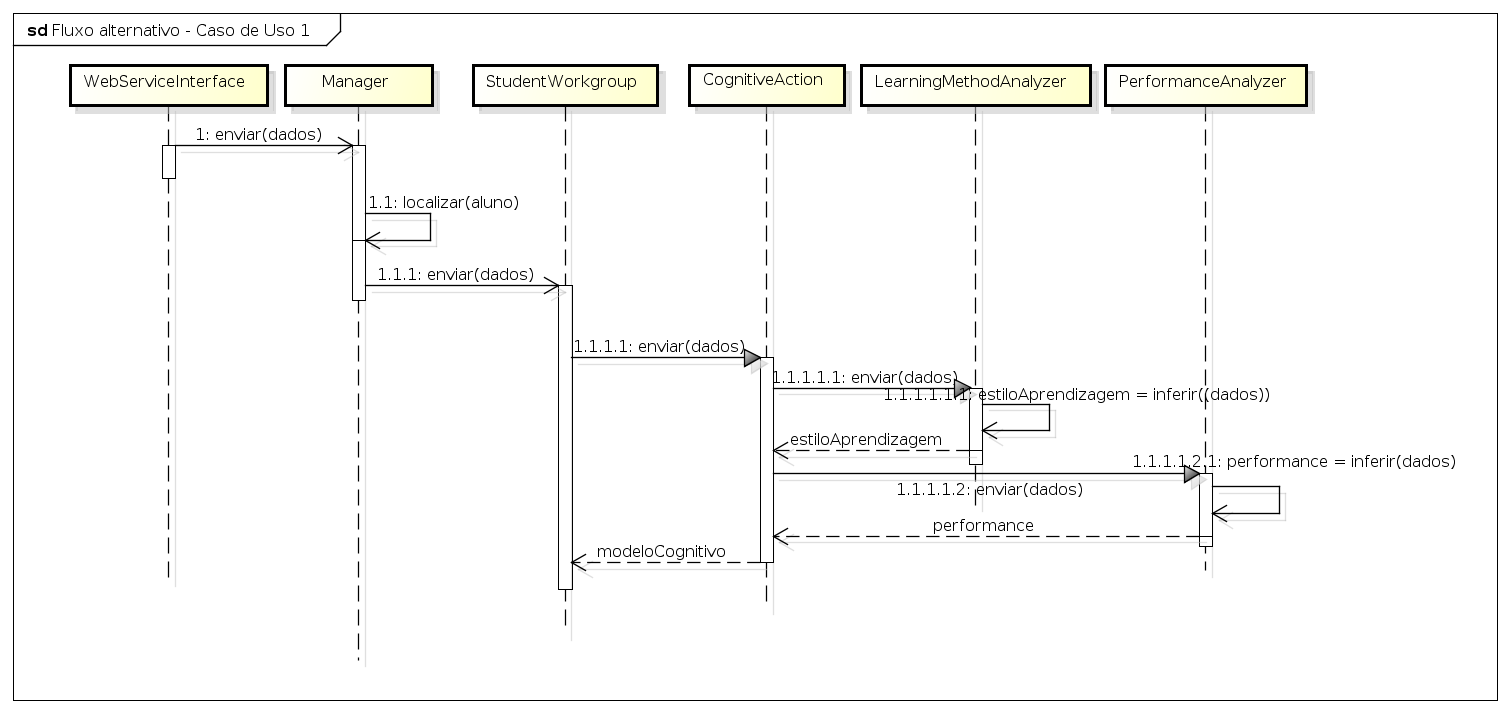 sd Fluxo alternativo - Caso de Uso 1
WebServiceInterface
Manager
StudentWorkgroup
CognitiveAction
LearningMethodAnalyzer
PerformanceAnalyzer
1: enviar(dados)
1.1: localizar(aluno)
1.1.1: enviar(dados)
1.1.1.1: enviar(dados)
1.1.1.1.1: enviar(dados)
1.1.1.1.1.1: estiloAprendizagem = inferir((dados))
estiloAprendizagem
1.1.1.1.2.1: performance = inferir(dados)
1.1.1.1.2: enviar(dados)
performance
modeloCognitivo